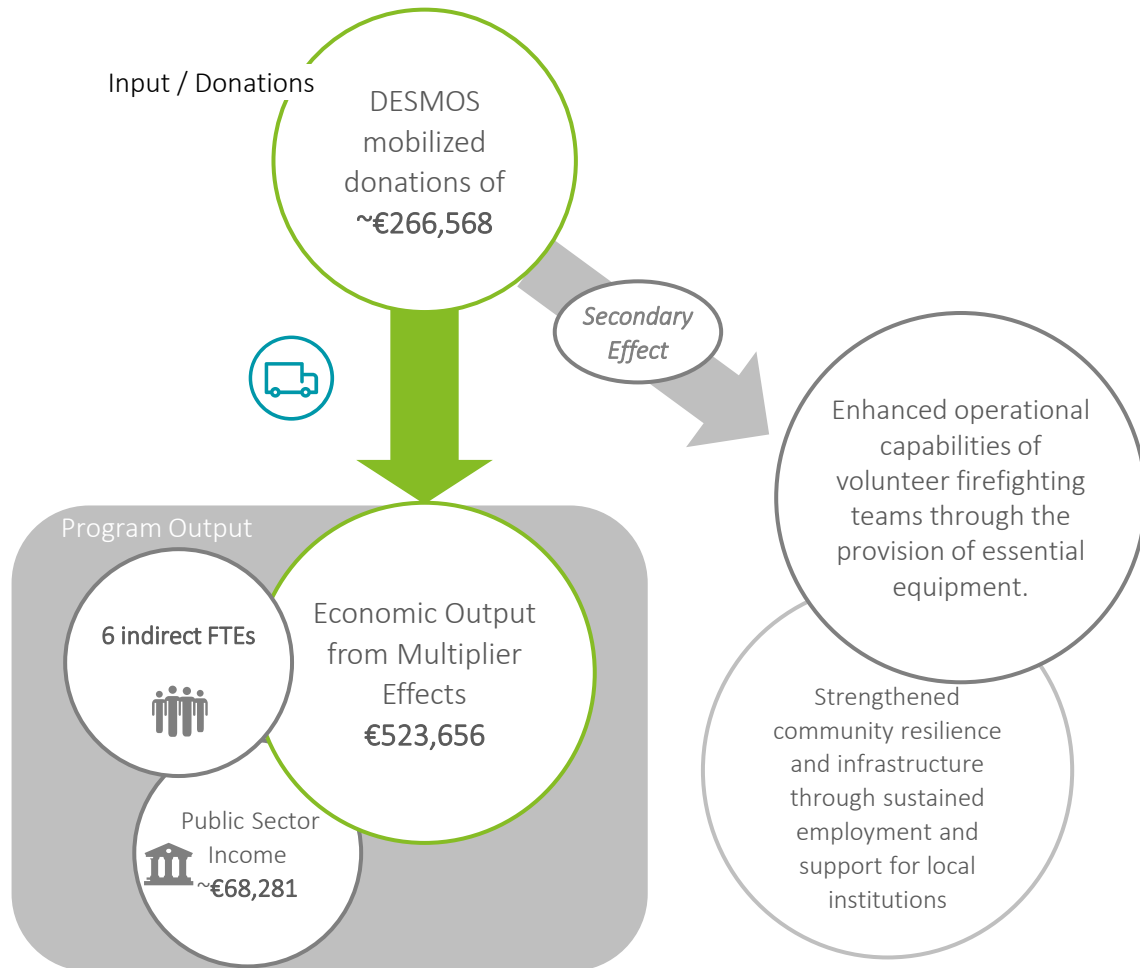 Input / Donations
DESMOS
mobilized
donations of
~€266,568
Secondary
Effect
Enhanced operational
capabilities of
volunteer firefighting
teams through the
provision of essential
equipment.
Strengthened
community resilience
and infrastructure
through sustained
employment and
support for local
institutions
Program Output
6 indirect FTEs
Economic Output
from Multiplier
Effects
€523,656
Public Sector
Income
~€68,281